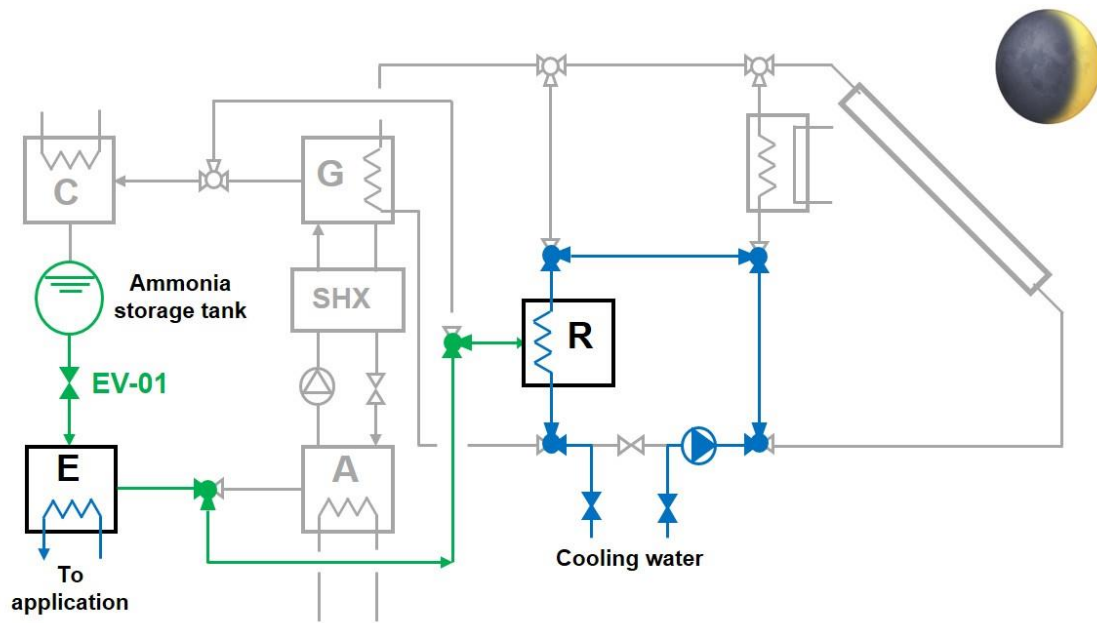 C
G
Ammonia
storage tank
SHX
R
EV-01
E
A
Cooling water
To
application